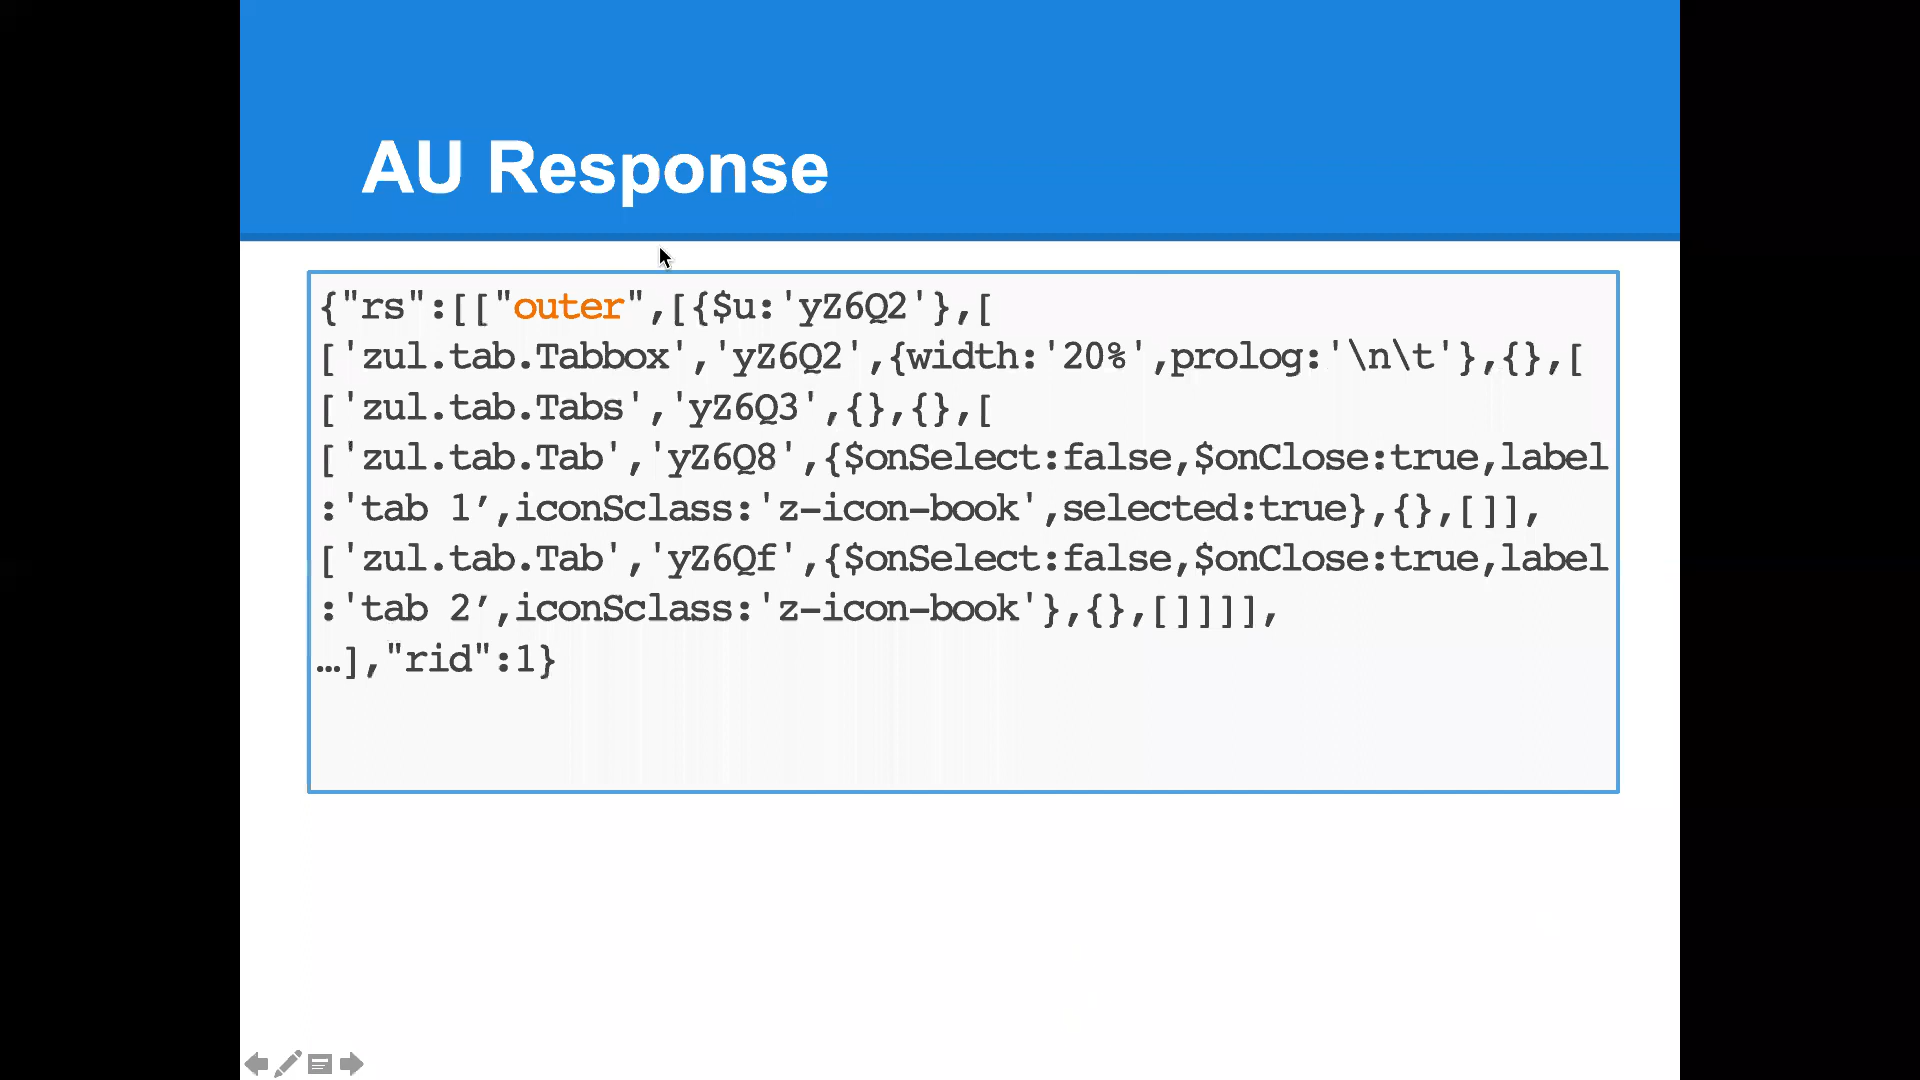 AU Response
{"rs":[["outer",[{$u:'yZ6Q2'},[
['zul.tab.Tabbox','yZ6Q2',{width:'20%',prolog:'\n\t'},{},[
['zul.tab.Tabs','yZ6Q3',{},{},[
['zul.tab.Tab','yZ6Q8',{$onSelect:false,$onClose:true,label
:'tab 1’,iconSclass:'z-icon-book',selected:true},{},[]],
['zul.tab.Tab','yZ6Qf',{$onSelect:false,$onClose:true,label
:'tab 2’,iconSclass:'z-icon-book'},{},[]]]],
…],"rid":1}